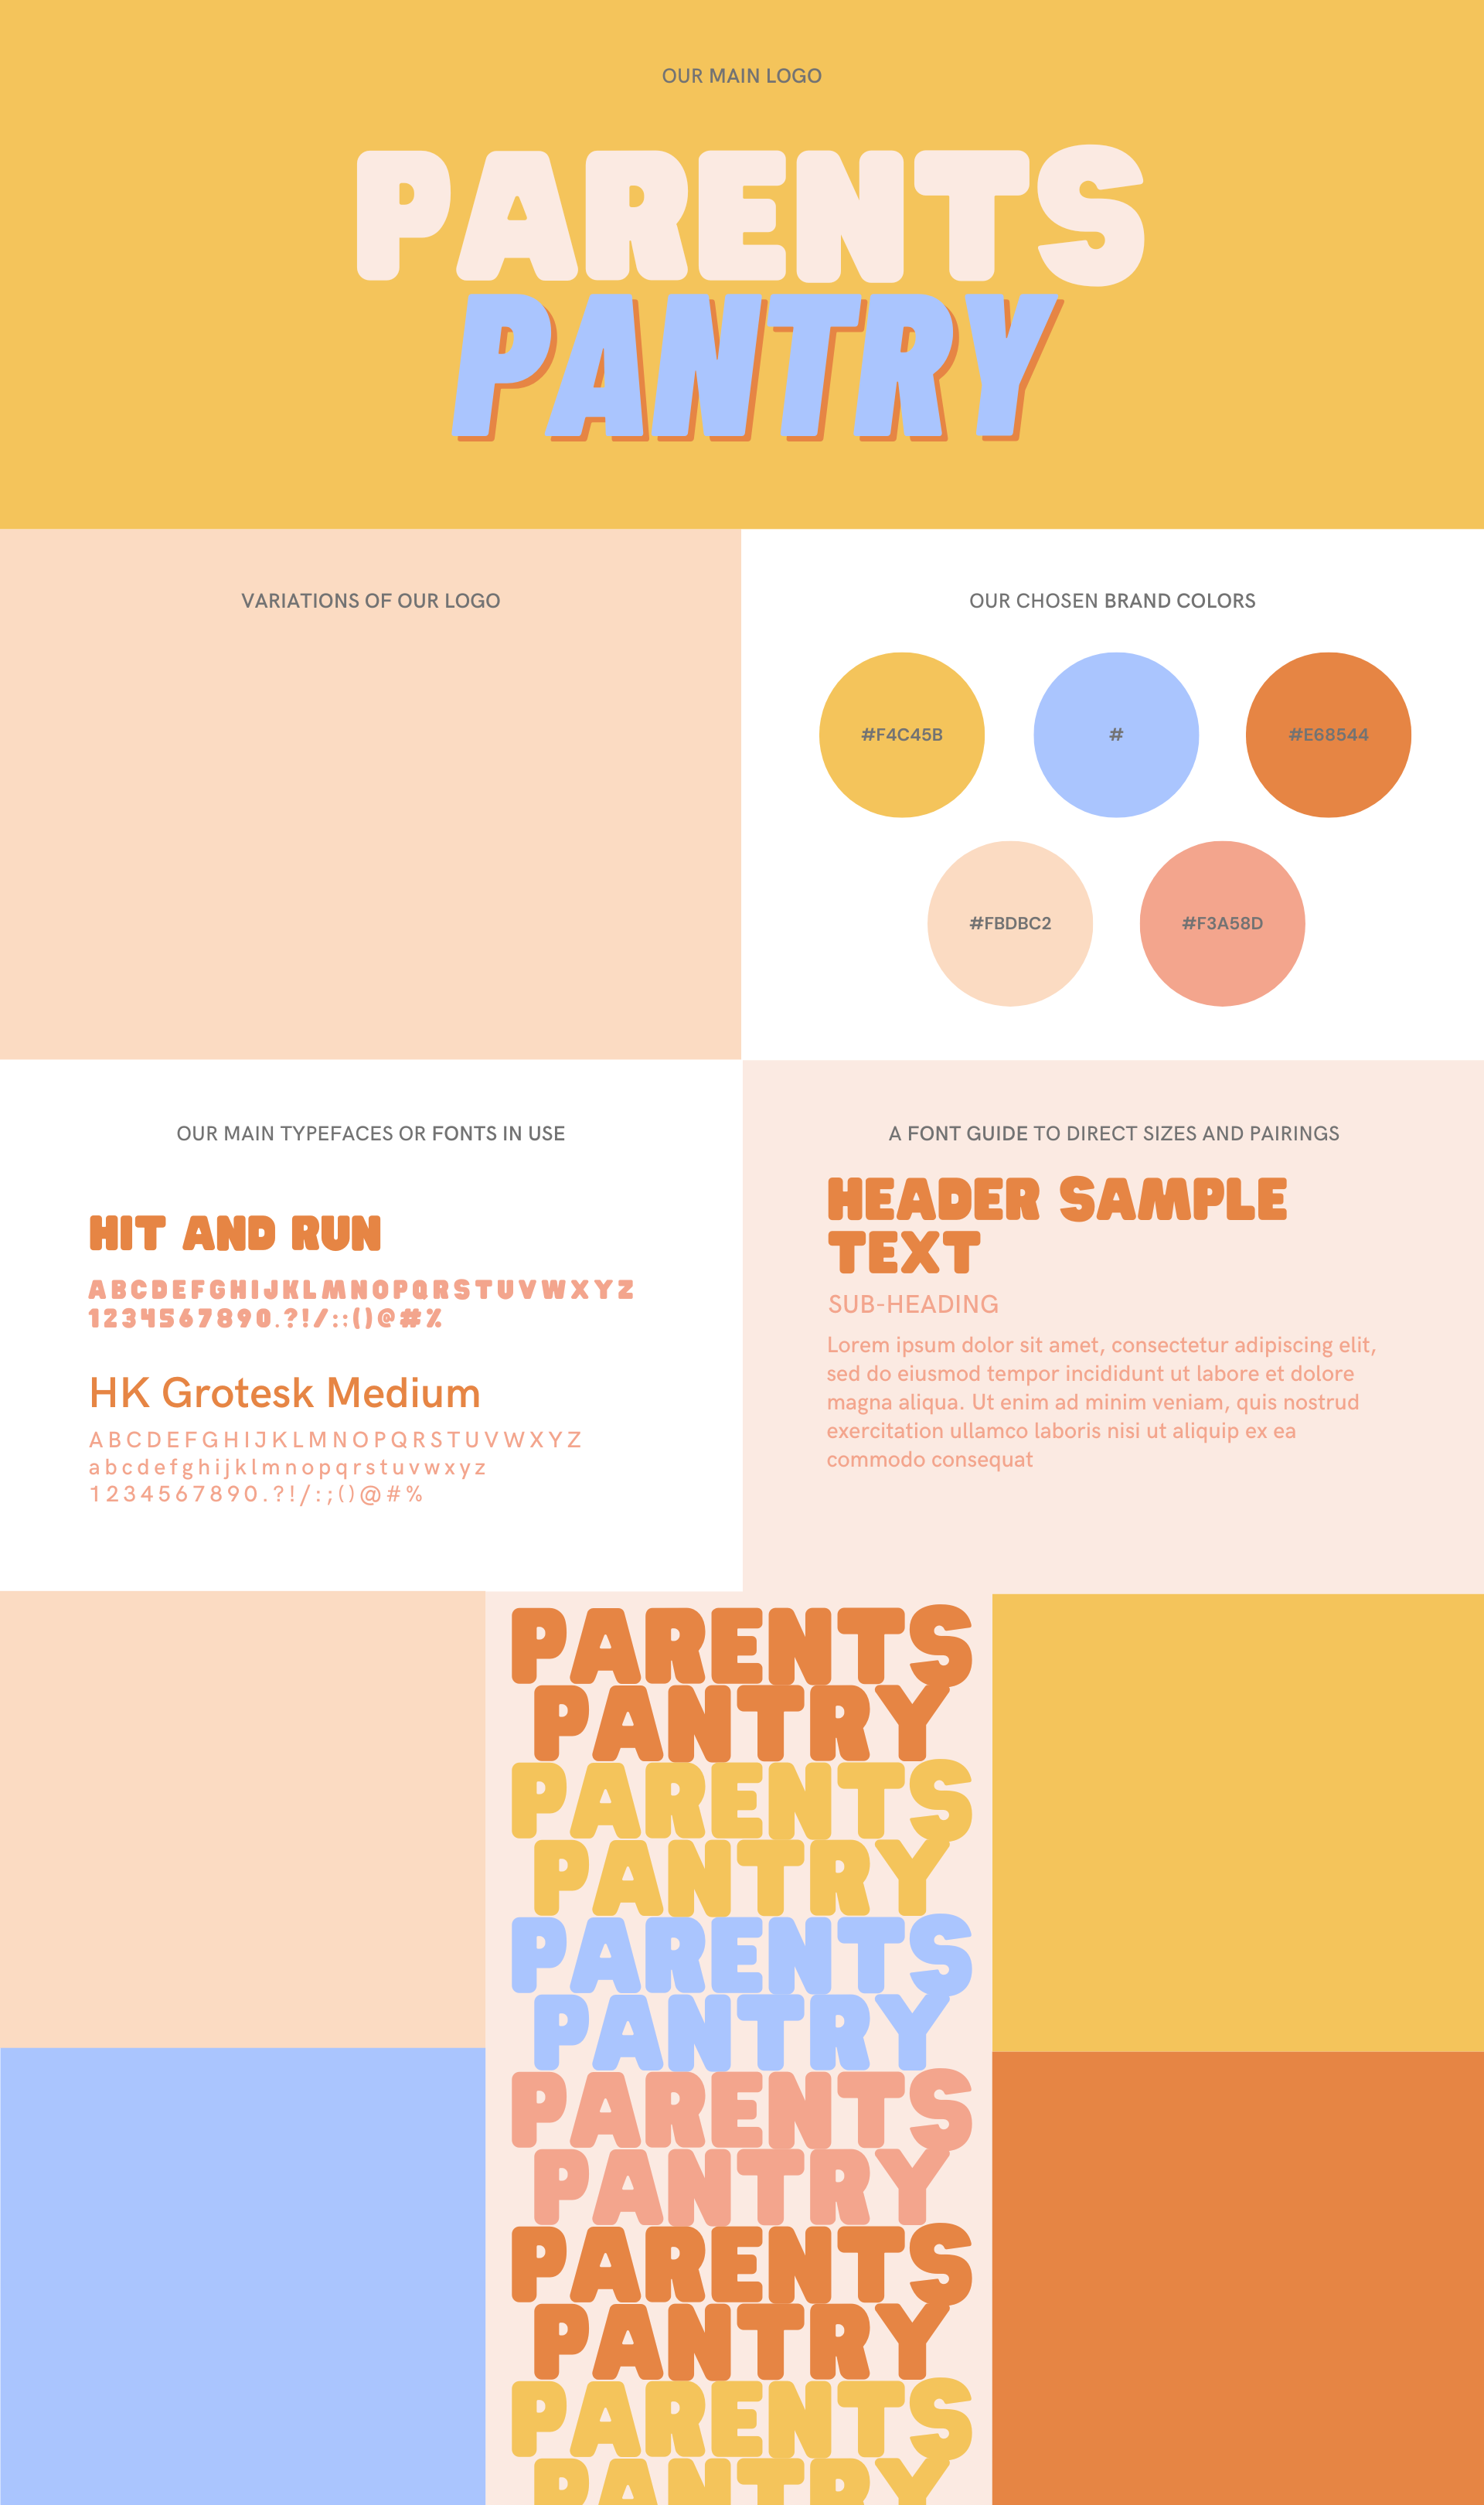 OUR MAIN LOGO
PARENTS
PANTRY
VARIATIONS OF OUR LOGO
OUR CHOSEN BRAND COLORS
#F4C45B
#
#E68544
#FBDBC2
#F3A58D
OUR MAIN TYPEFACES OR FONTS IN USE
HIT AND RUN
ABCDEFGHIJKLMNOPQRSTUVWXYZ
1234567890.?!/::()@#%
HK Grotesk Medium
ABCDEFGHIJKLMNOPQRSTUVWXYZ
abcdefghijklmnopqrstuvwxyz
1234567890.?!/:;()@#%
A FONT GUIDE TO DIRECT SIZES AND PAIRINGS
HEADER SAMPLE
TEXT
SUB-HEADING
Lorem ipsum dolor sit amet, consectetur adipiscing elit,
sed do eiusmod tempor incididunt ut labore et dolore
magna aliqua. Ut enim ad minim veniam, quis nostrud
exercitation ullamco laboris nisi ut aliquip ex ea
commodo consequat
PARENTS
PANTRY
PARENTS
PANTRY
PARENTS
PANTRY
PARENTS
PANTRY
PARENTS
PANTRY
PARENTS
PANTRY